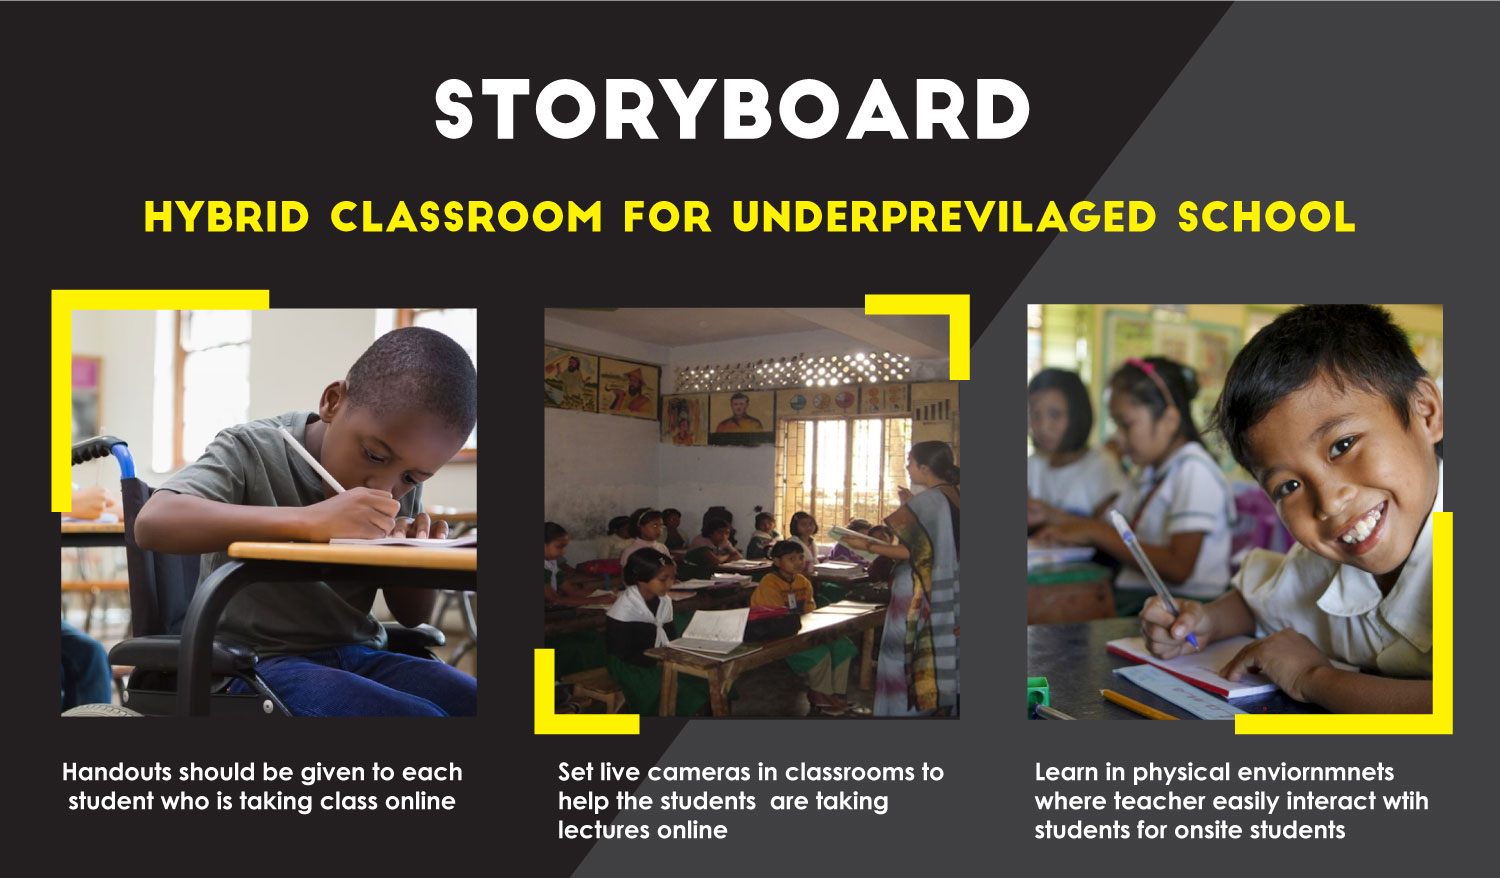 STORYBOARD
HYBRID CLASSROOM FOR UNDERPREVILAGED SCHOOL
Handouts should be given to each
student who is taking class online
Set live cameras in classrooms to
help the students  are taking
lectures online
Learn in physical enviornmnets
where teacher easily interact wtih
students for onsite students